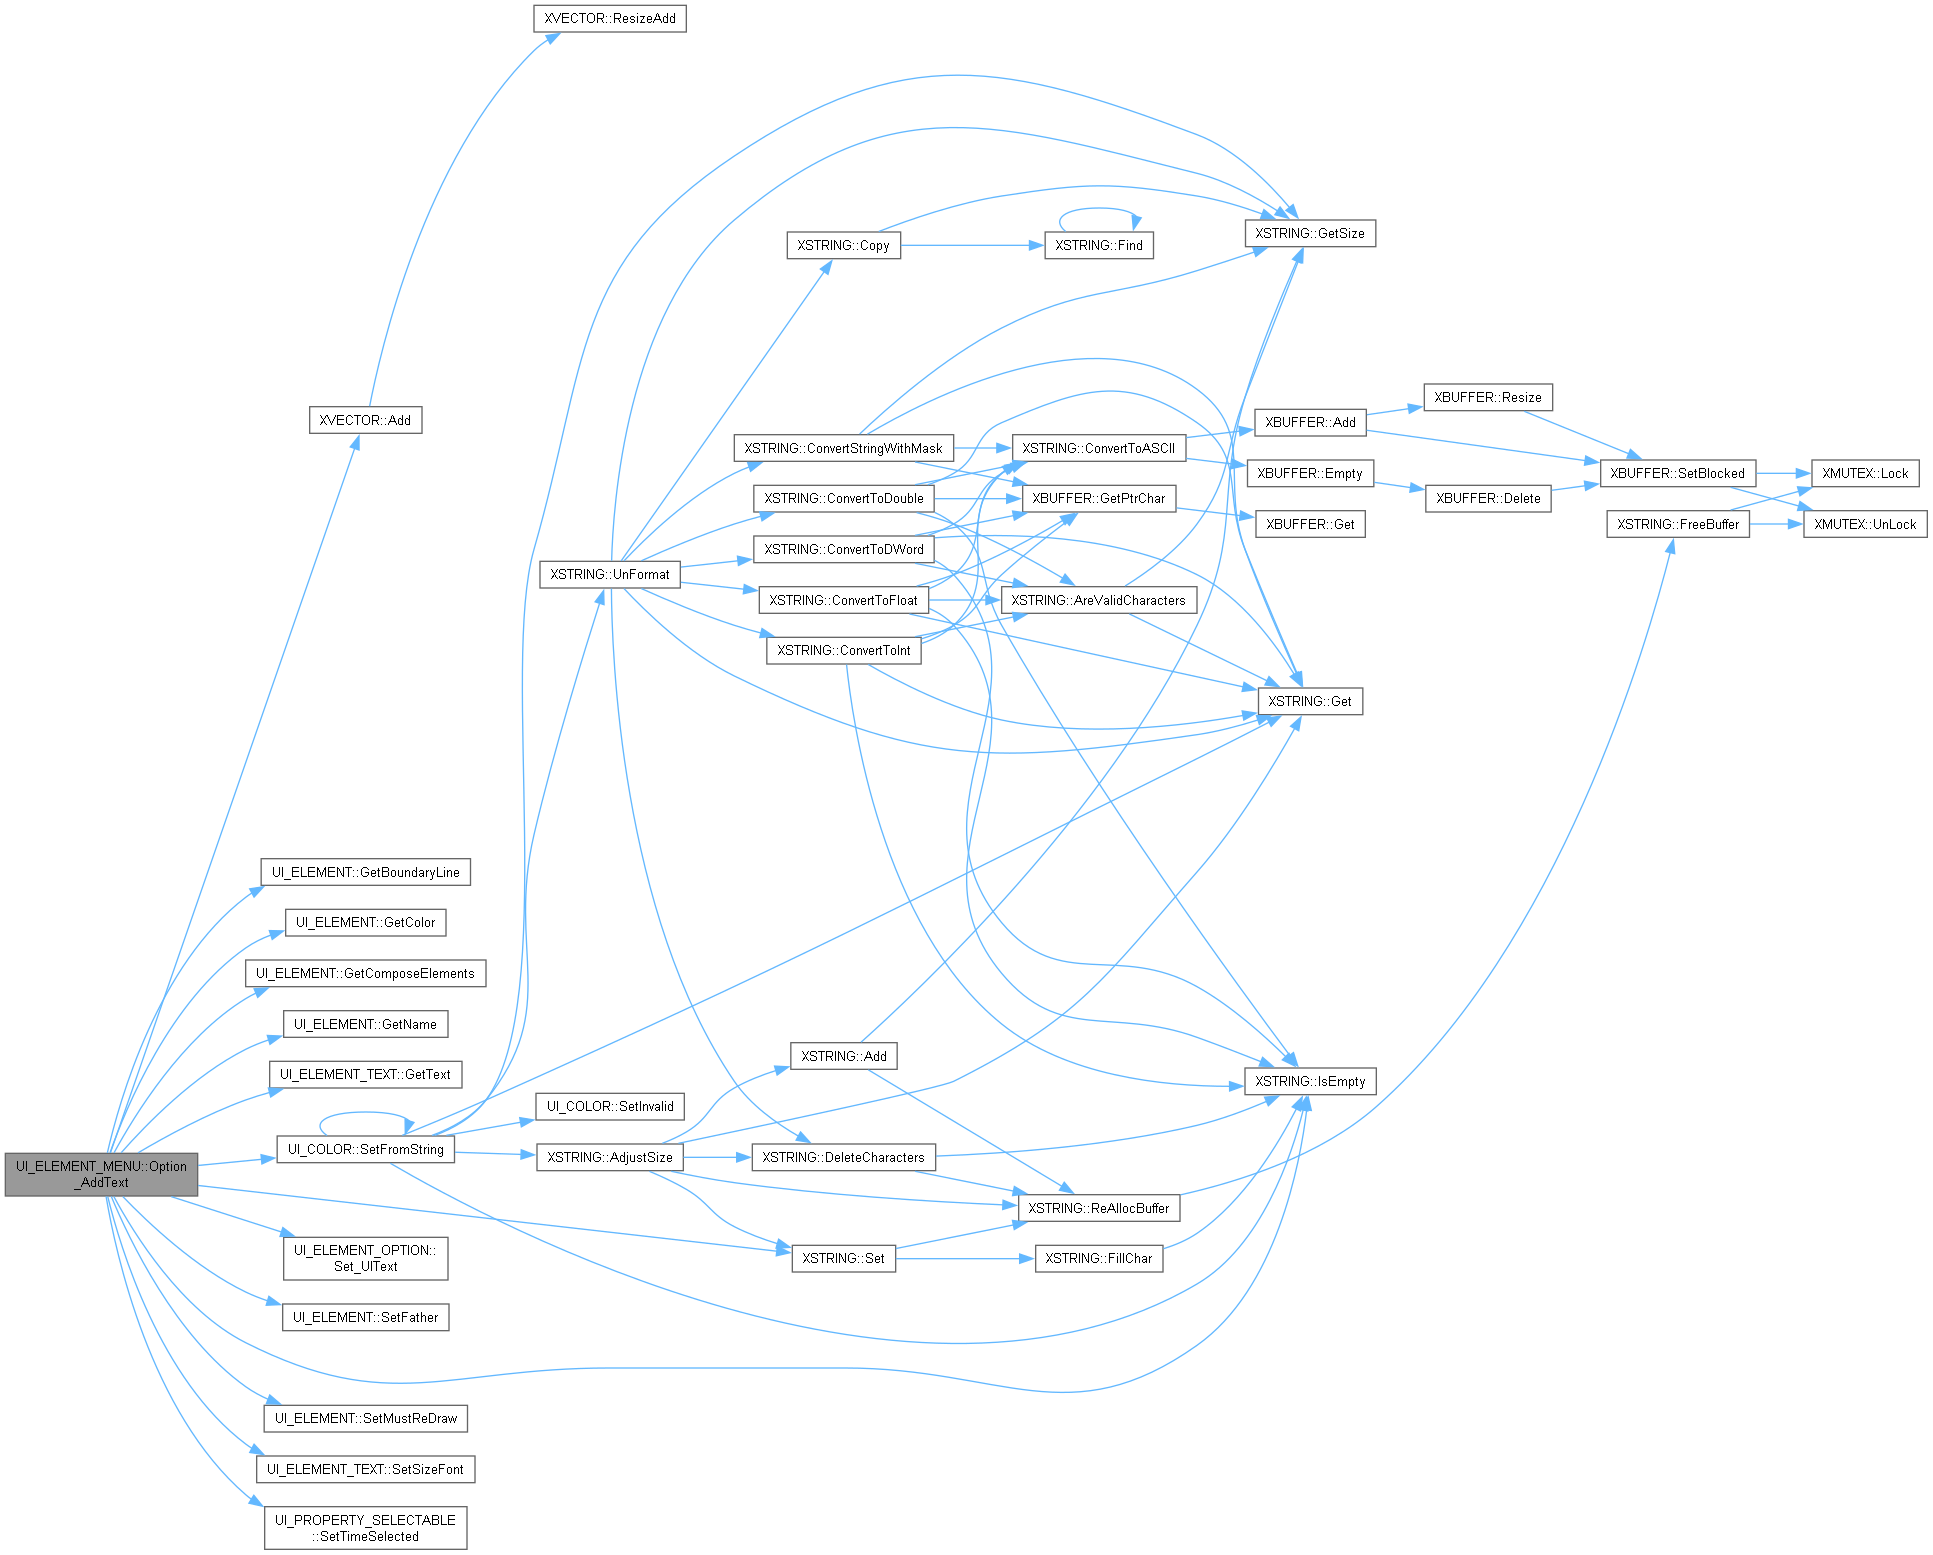 XVECTOR::ResizeAdd
XSTRING::GetSize
XSTRING::Copy
XSTRING::Find
XBUFFER::Resize
XVECTOR::Add
XBUFFER::Add
XSTRING::ConvertStringWithMask
XSTRING::ConvertToASCII
XBUFFER::Empty
XBUFFER::SetBlocked
XMUTEX::Lock
XSTRING::ConvertToDouble
XBUFFER::GetPtrChar
XBUFFER::Delete
XBUFFER::Get
XSTRING::FreeBuffer
XMUTEX::UnLock
XSTRING::ConvertToDWord
XSTRING::UnFormat
XSTRING::ConvertToFloat
XSTRING::AreValidCharacters
XSTRING::ConvertToInt
XSTRING::Get
UI_ELEMENT::GetBoundaryLine
UI_ELEMENT::GetColor
UI_ELEMENT::GetComposeElements
UI_ELEMENT::GetName
XSTRING::Add
UI_ELEMENT_TEXT::GetText
XSTRING::IsEmpty
UI_COLOR::SetInvalid
UI_COLOR::SetFromString
XSTRING::AdjustSize
XSTRING::DeleteCharacters
UI_ELEMENT_MENU::Option
_AddText
XSTRING::ReAllocBuffer
UI_ELEMENT_OPTION::
Set_UIText
XSTRING::Set
XSTRING::FillChar
UI_ELEMENT::SetFather
UI_ELEMENT::SetMustReDraw
UI_ELEMENT_TEXT::SetSizeFont
UI_PROPERTY_SELECTABLE
::SetTimeSelected